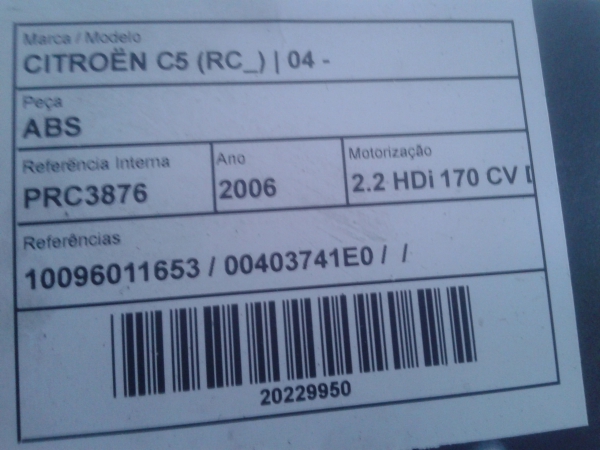 Marca / Modelo
CITROËN C5 (RC_) | 04 -
Peça
ABS
Referência Interna
PRC3876
Ano
2006
Motorização
2.2 HDi 170 CV
Referências
10096011653 / 00403741E0 / /
20229950